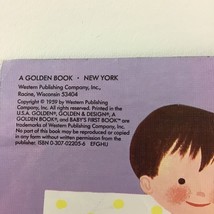 A GOLDEN BOOK • NEW YORK
Western Publishing Company, Inc.,
Racine, Wisconsin 53404
Copyright © 1959 by Western Publishing
Company, Inc. All rights reserved. Printed in the
U.S.A. GOLDEN®, GOLDEN & DESIGN®, A
GOLDEN BOOK®, and BABY'S FIRST BOOK™ are
trademarks of Western Publishing Company, Inc.
No part of this book may be reproduced or copied
in any form without written permission from the
publisher. ISBN 0-307-02205-6 EFGHIJ